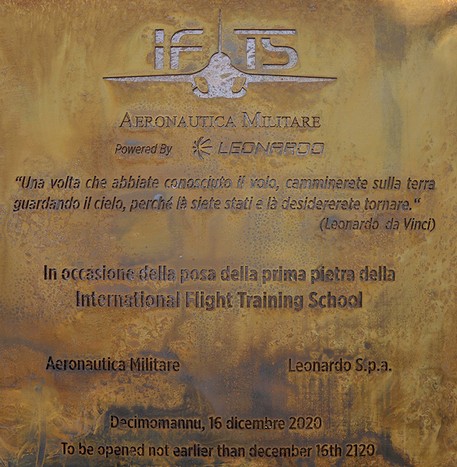 IFTS
AERONAUTICA MILITARE
Powered By LEONARDO
“Una volta che abbiate conosciuto il volo, camminerete sulla terra
guardando il cielo, perché là siete stati e là desidererete tornare.“
(Leonardo da Vinci)
In occasione della posa della prima pietra della
International Flight Training School
Aeronautica Militare Leonardo S.p.a.
Decimomannu, 16 dicembre 2020
To be opened not earlier than december 16th 2120